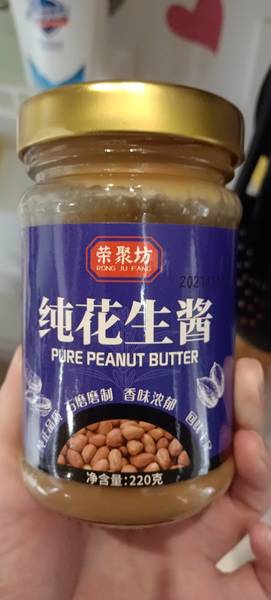 荣聚坊
RONG JU FANG
2021
纯花生酱
PURE PEANUT BUTTER
石磨磨制 香味浓郁
净含量:220克